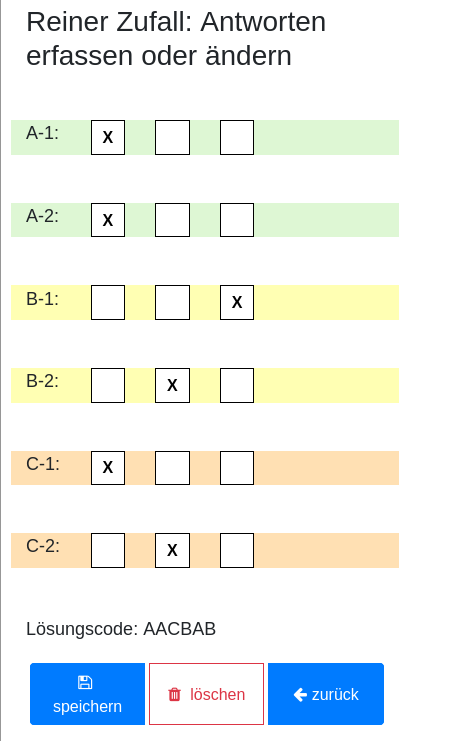 Reiner Zufall: Antworten
erfassen oder ändern
A-1: X
A-2: X
B-1: X
B-2: X
C-1: X
C-2: X
Lösungscode: AACBAB
speichern
löschen
zurück